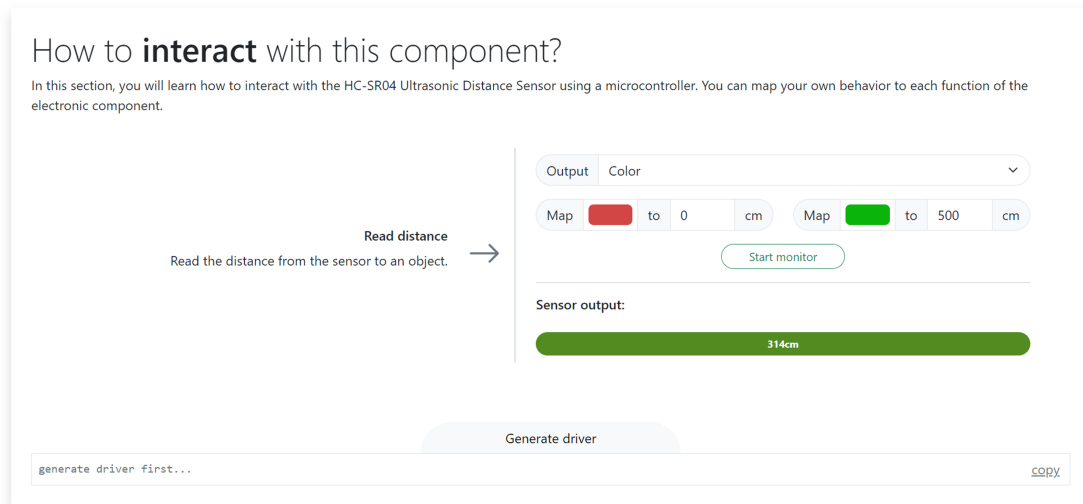 How to interact with this component?
In this section, you will learn how to interact with the HC-SR04 Ultrasonic Distance Sensor using a microcontroller. You can map your own behavior to each function of the
electronic component.
Read distance
Read the distance from the sensor to an object.
Output Color
Map to 0 cm Map to 500 cm
Start monitor
Sensor output:
314cm
Generate driver
generate driver first... copy